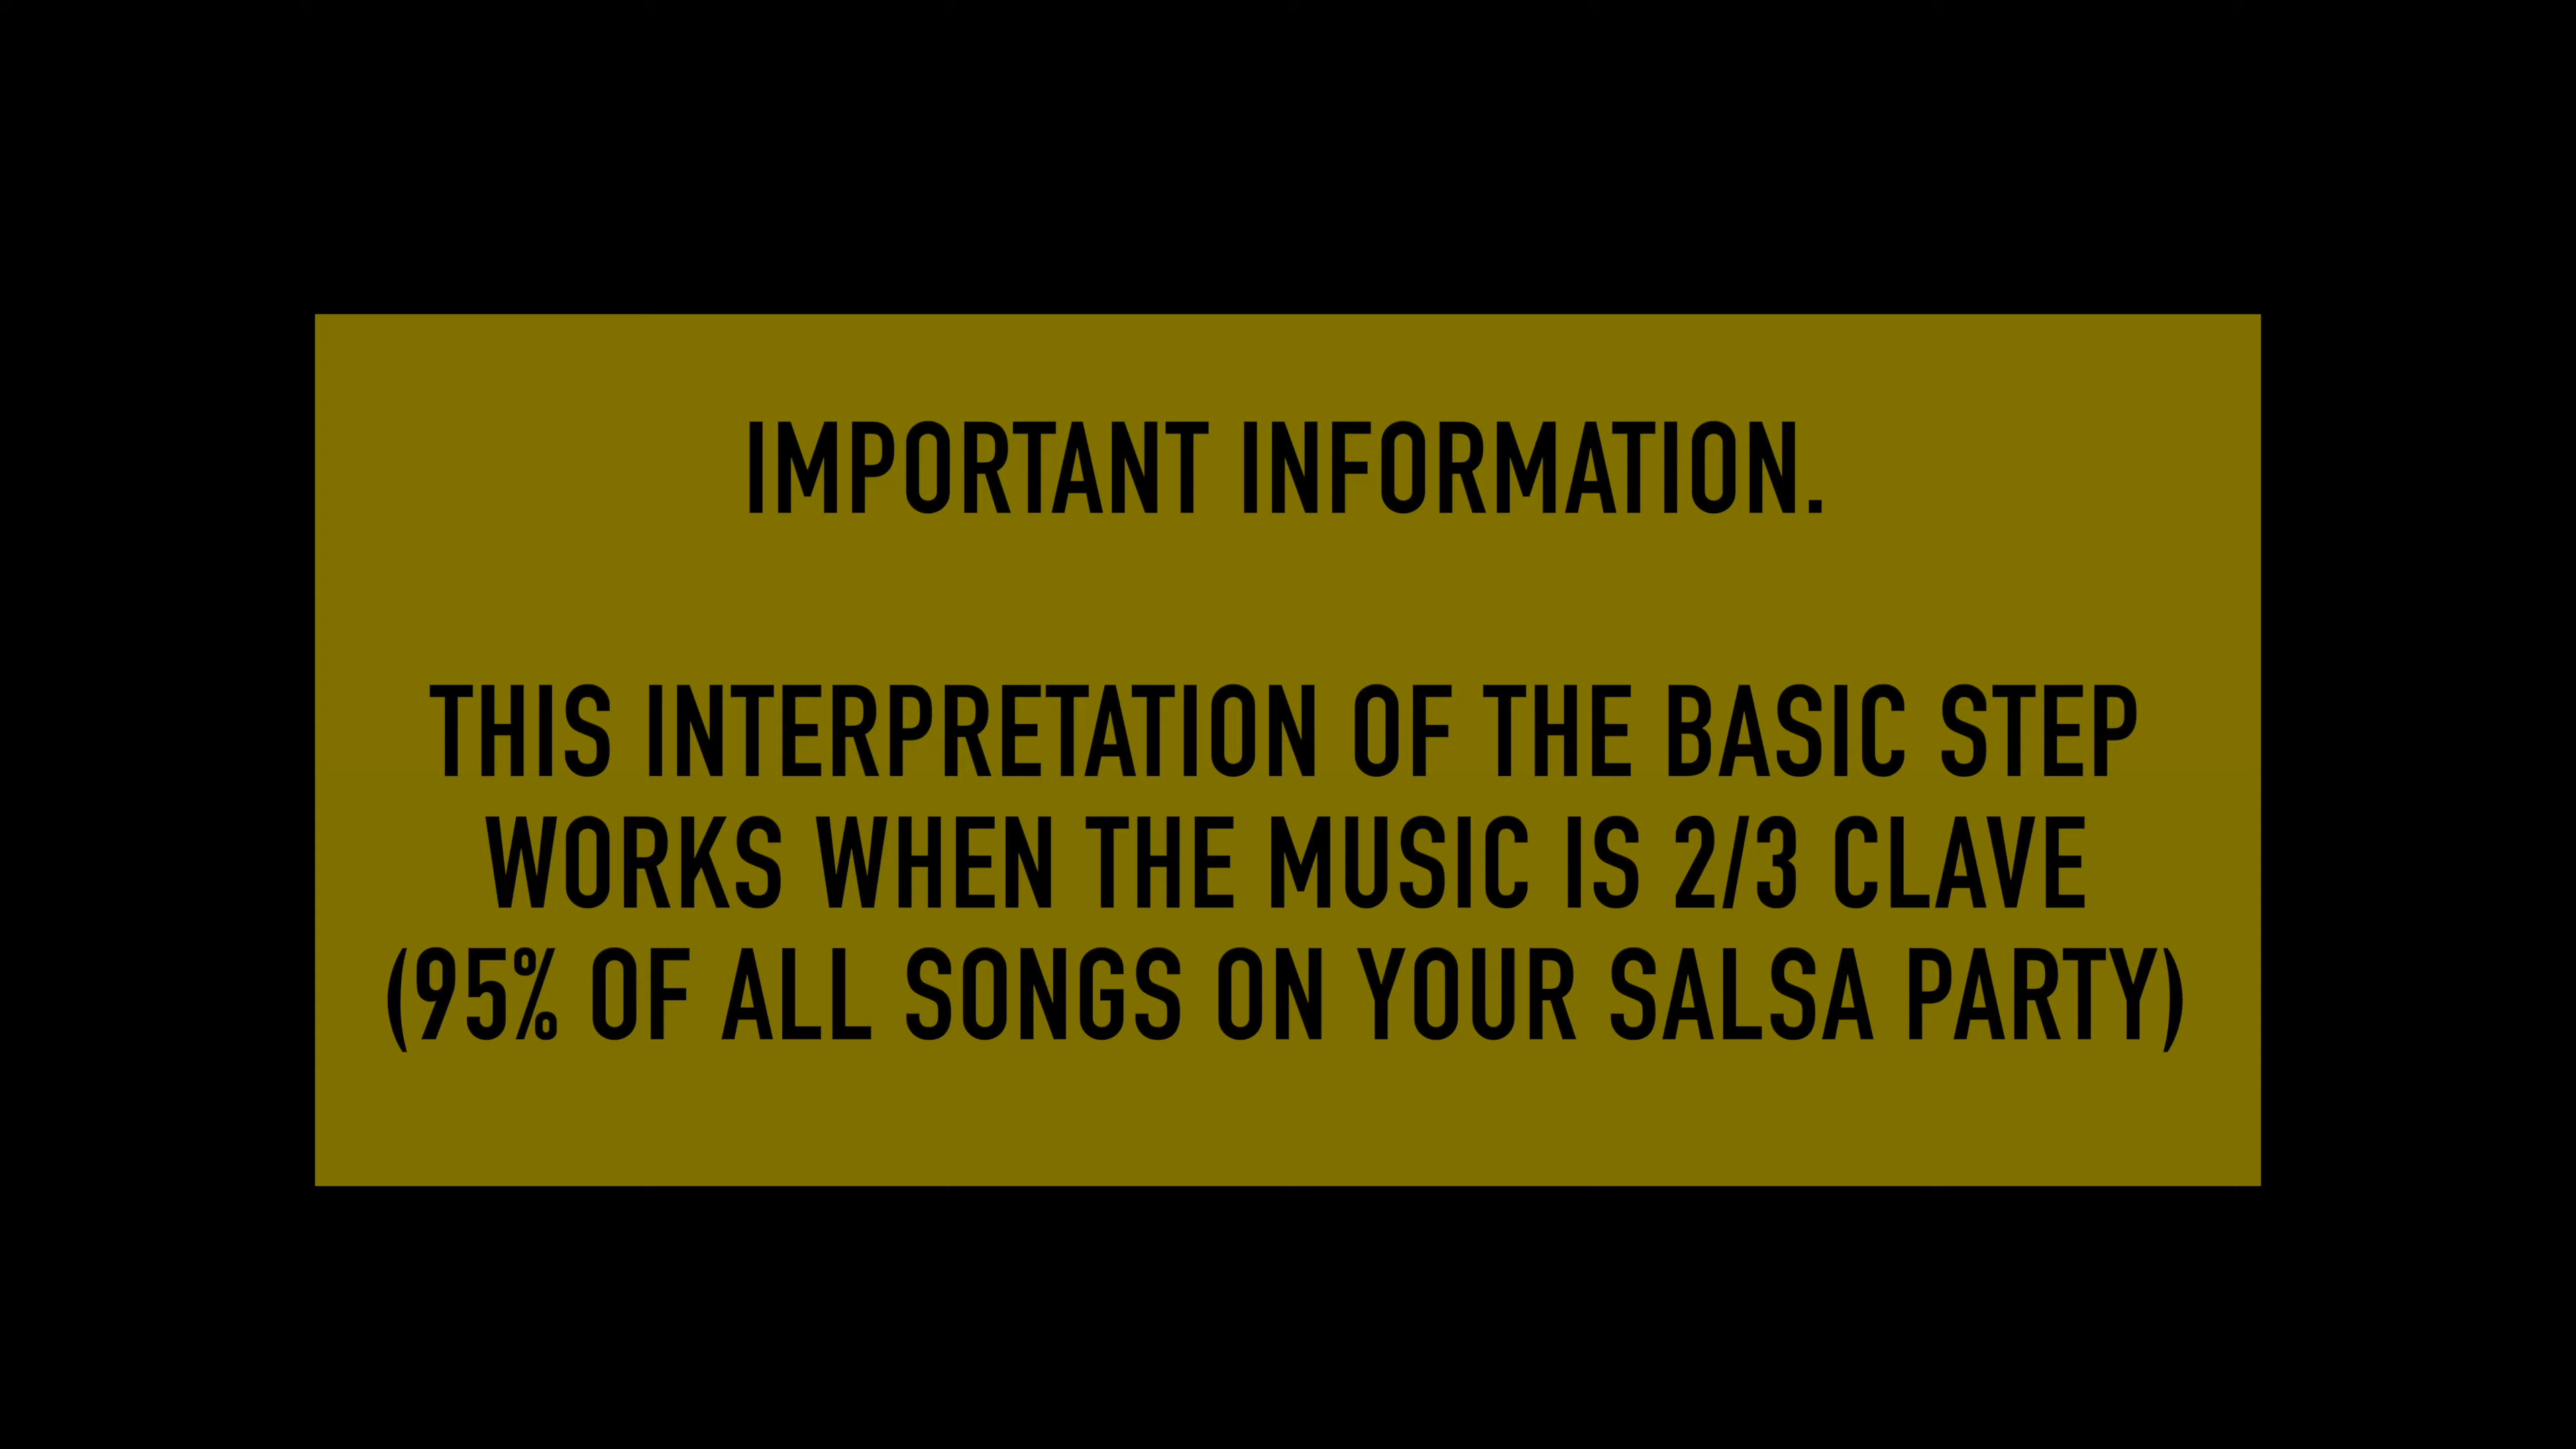 IMPORTANT INFORMATION.
THIS INTERPRETATION OF THE BASIC STEP
WORKS WHEN THE MUSIC IS 2/3 CLAVE
(95% OF ALL SONGS ON YOUR SALSA PARTY)